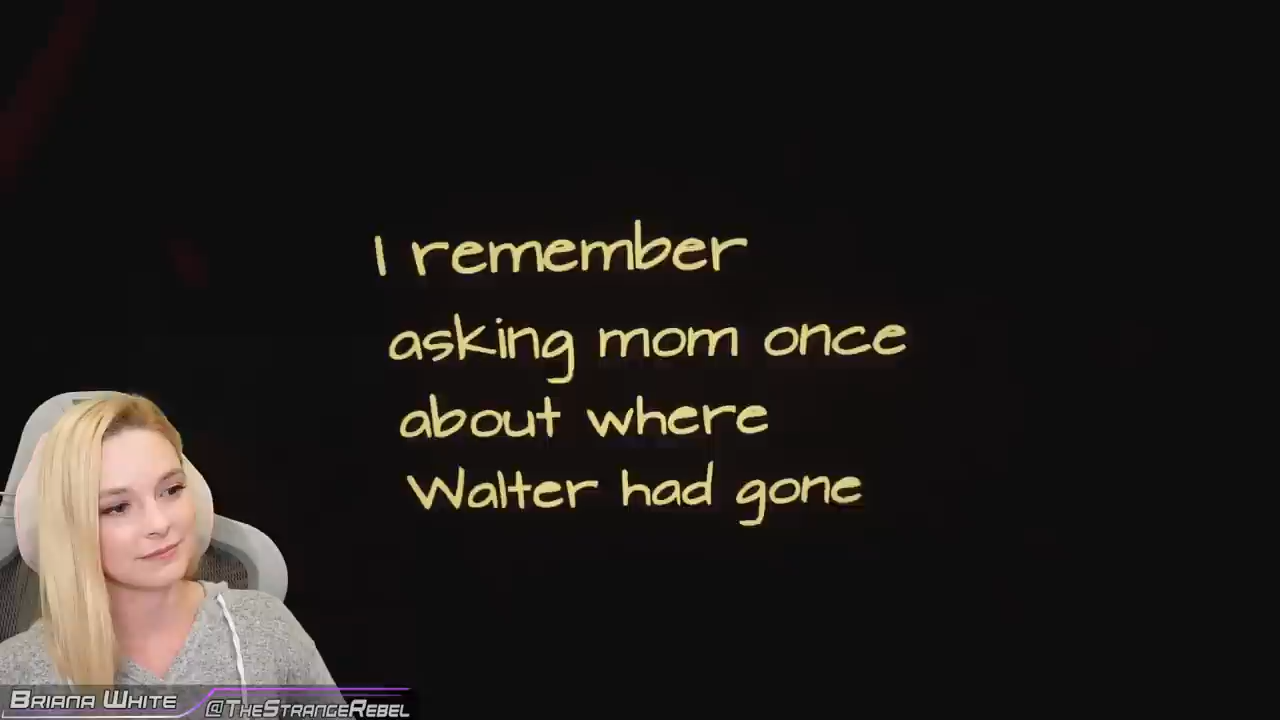 I remember
asking mom once
about where
Walter had gone
BRIANA WHITE
@THESTRANGEREBEL